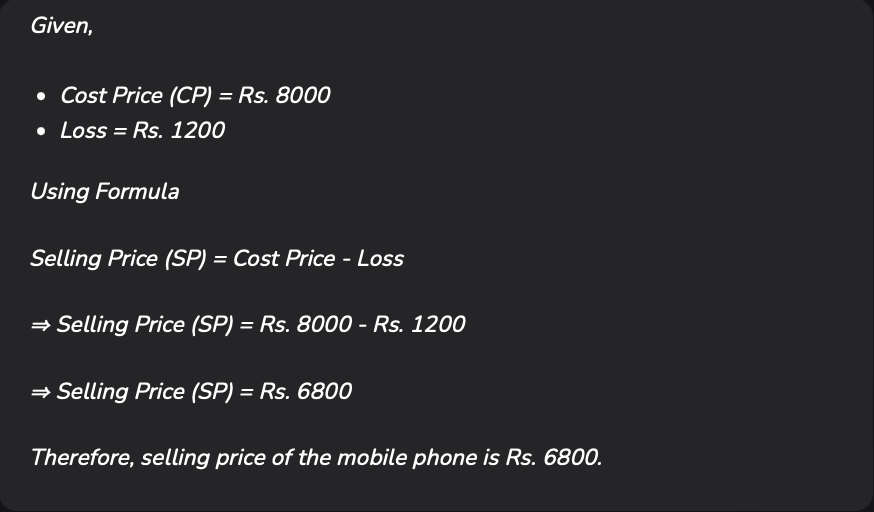 Given,
• Cost Price (CP) = Rs. 8000
• Loss = Rs. 1200
Using Formula
Selling Price (SP) = Cost Price - Loss
⇒ Selling Price (SP) = Rs. 8000 - Rs. 1200
⇒ Selling Price (SP) = Rs. 6800
Therefore, selling price of the mobile phone is Rs. 6800.